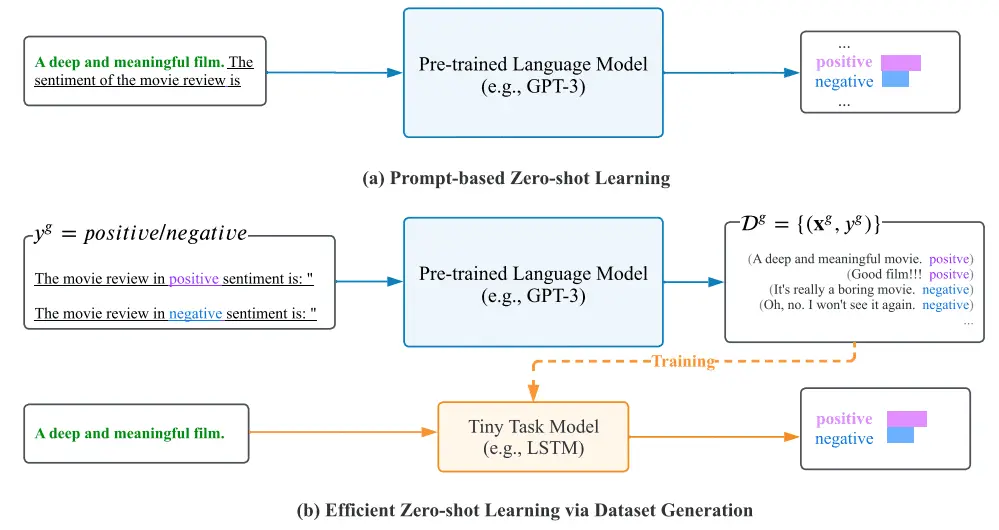 A deep and meaningful film. The
sentiment of the movie review is
Pre-trained Language Model
(e.g., GPT-3)
...
positive
negative
...
(a) Prompt-based Zero-shot Learning
y^g = positive/negative
The movie review in positive sentiment is: "
The movie review in negative sentiment is: "
Pre-trained Language Model
(e.g., GPT-3)
𝒟^g = {(x^g, y^g)}
(A deep and meaningful movie. positve)
(Good film!!! positve)
(It's really a boring movie. negative)
(Oh, no. I won't see it again. negative)
...
Training
A deep and meaningful film.
Tiny Task Model
(e.g., LSTM)
positive
negative
(b) Efficient Zero-shot Learning via Dataset Generation